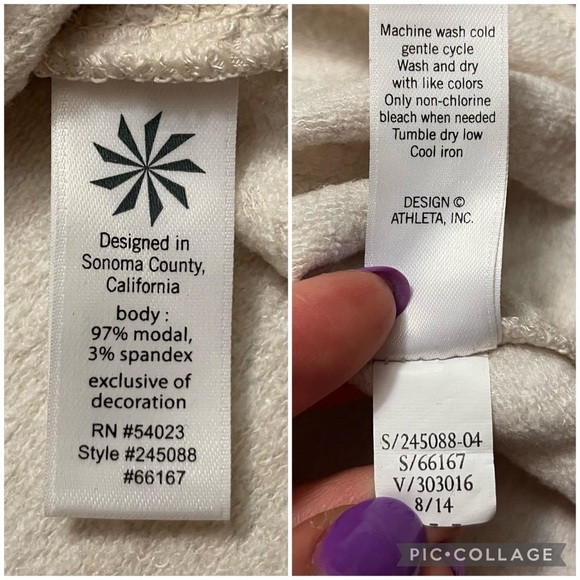 Designed in
Sonoma County,
California
body :
97% modal,
3% spandex
exclusive of
decoration
RN #54023
Style #245088
#66167
Machine wash cold
gentle cycle
Wash and dry
with like colors
Only non-chlorine
bleach when needed
Tumble dry low
Cool iron
DESIGN ©
ATHLETA, INC.
S/245088-04
S/66167
V/303016
8/14
PIC•COLLAGE